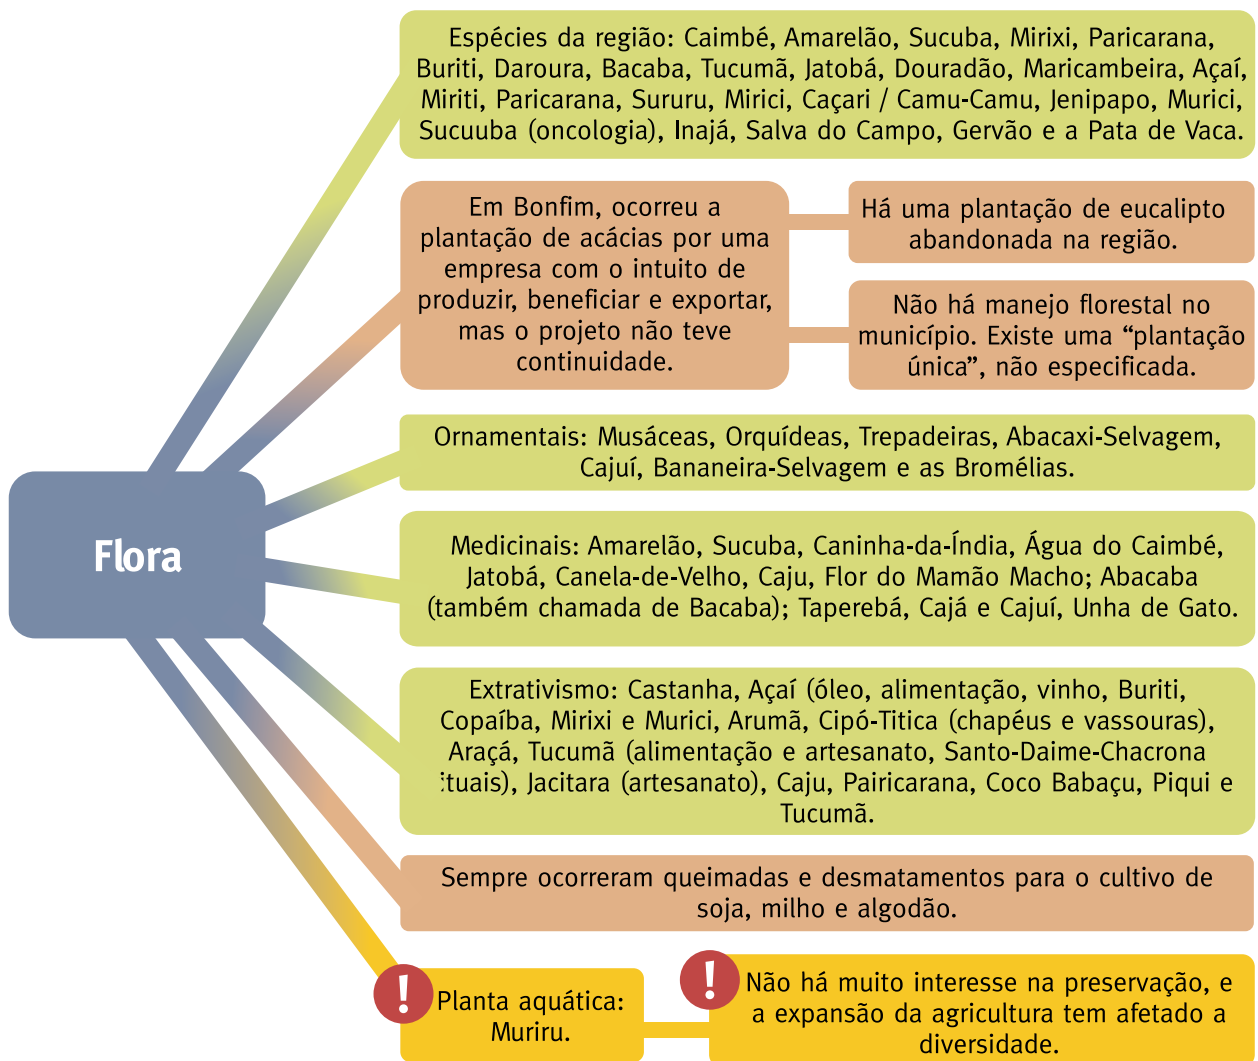 Espécies da região: Caimbé, Amarelão, Sucuba, Mirixi, Paricarana,
Buriti, Daroura, Bacaba, Tucumã, Jatobá, Douradão, Maricambeira, Açaí,
Miriti, Paricarana, Sururu, Mirici, Caçari / Camu-Camu, Jenipapo, Murici,
Sucuuba (oncologia), Inajá, Salva do Campo, Gervão e a Pata de Vaca.
Em Bonfim, ocorreu a
plantação de acácias por uma
empresa com o intuito de
produzir, beneficiar e exportar,
mas o projeto não teve
continuidade.
Há uma plantação de eucalipto
abandonada na região.
Não há manejo florestal no
município. Existe uma “plantação
única”, não especificada.
Ornamentais: Musáceas, Orquídeas, Trepadeiras, Abacaxi-Selvagem,
Cajuí, Bananeira-Selvagem e as Bromélias.
Flora
Medicinais: Amarelão, Sucuba, Caninha-da-Índia, Água do Caimbé,
Jatobá, Canela-de-Velho, Caju, Flor do Mamão Macho; Abacaba
(também chamada de Bacaba); Taperebá, Cajá e Cajuí, Unha de Gato.
Extrativismo: Castanha, Açaí (óleo, alimentação, vinho, Buriti,
Copaíba, Mirixi e Murici, Arumã, Cipó-Titica (chapéus e vassouras),
Araçá, Tucumã (alimentação e artesanato, Santo-Daime-Chacrona
tuais), Jacitara (artesanato), Caju, Pairicarana, Coco Babaçu, Piqui e
Tucumã.
Sempre ocorreram queimadas e desmatamentos para o cultivo de
soja, milho e algodão.
!
Planta aquática:
Muriru.
!
Não há muito interesse na preservação, e
a expansão da agricultura tem afetado a
diversidade.